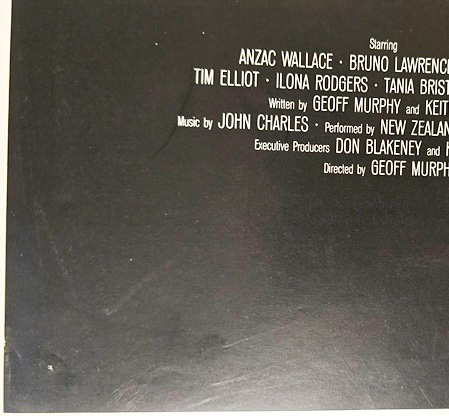 Starring
ANZAC WALLACE · BRUNO LAWRENC
TIM ELLIOT · ILONA RODGERS · TANIA BRIST
Written by GEOFF MURPHY and KEIT
Music by JOHN CHARLES · Performed by NEW ZEALAN
Executive Producers DON BLAKENEY and
Directed by GEOFF MURPH